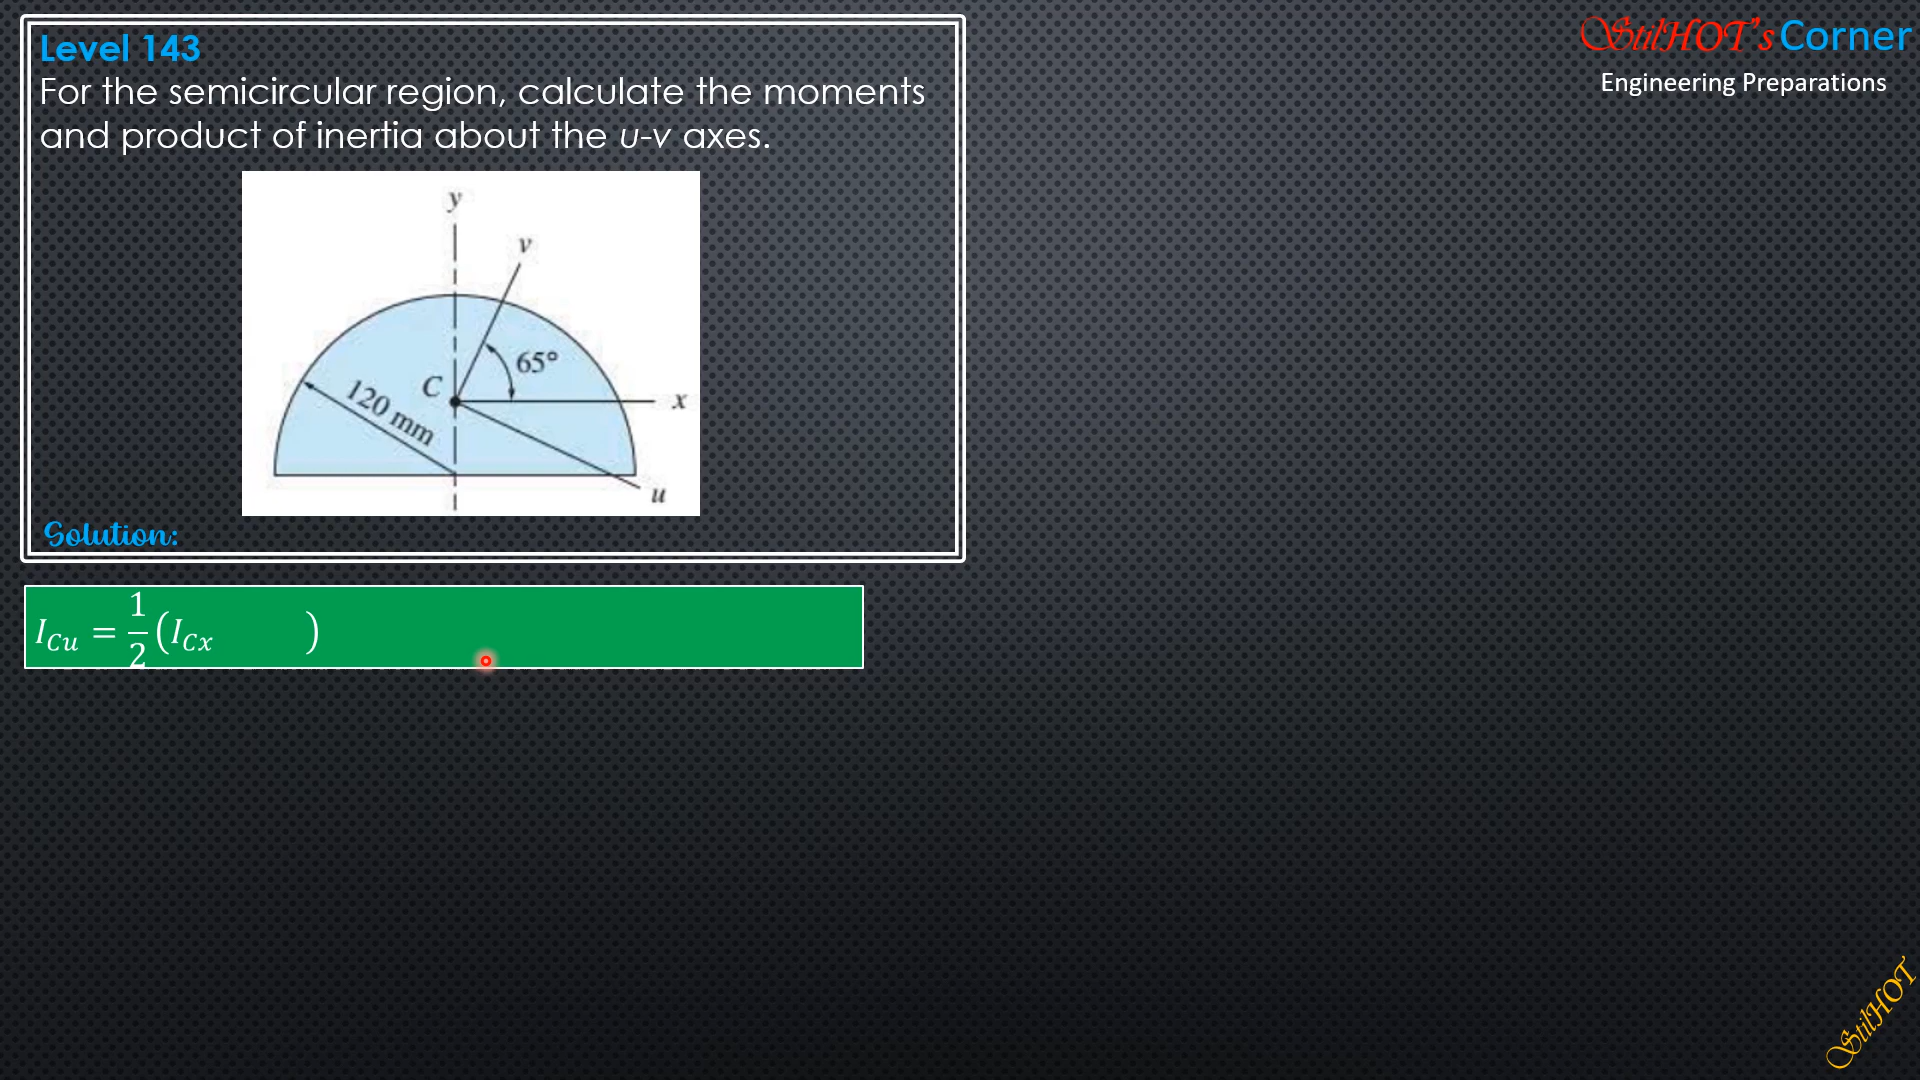 Level 143
For the semicircular region, calculate the moments
and product of inertia about the u-v axes.
y
v
65°
C
120 mm
x
u
Solution:
I_Cu = 1/2 (I_Cx )
StilHOT's Corner
Engineering Preparations
StilHOT